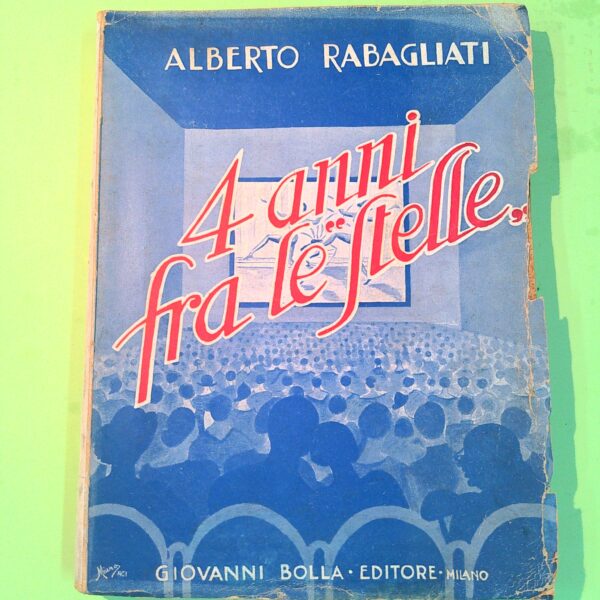 ALBERTO RABAGLIATI
4 anni
fra le "stelle"
GIOVANNI BOLLA · EDITORE · MILANO